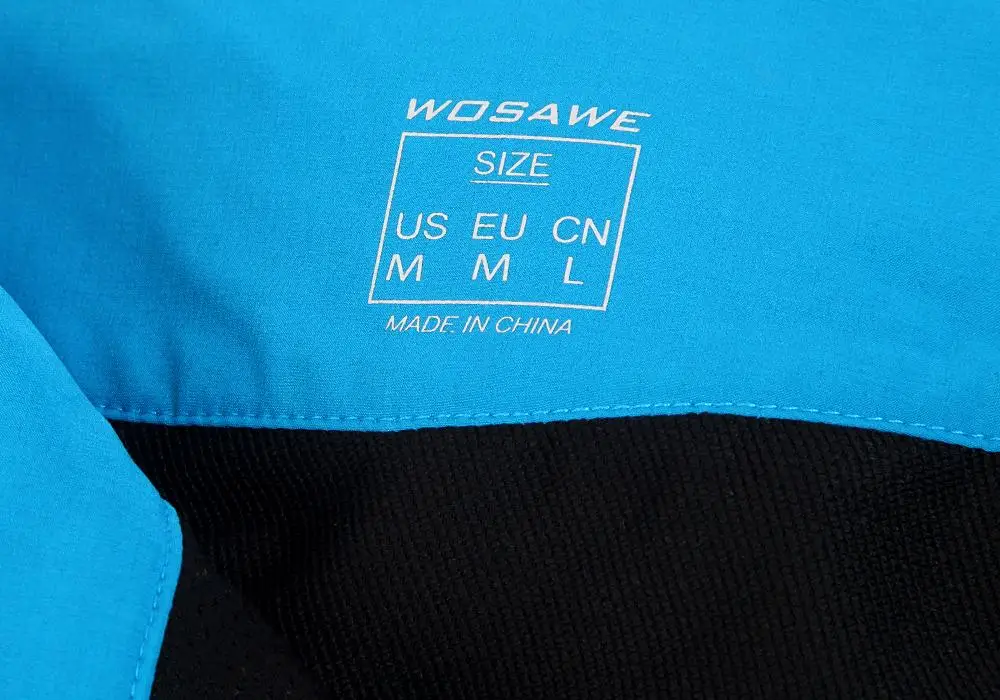 WOSAWE
SIZE
US EU CN
M M L
MADE IN CHINA